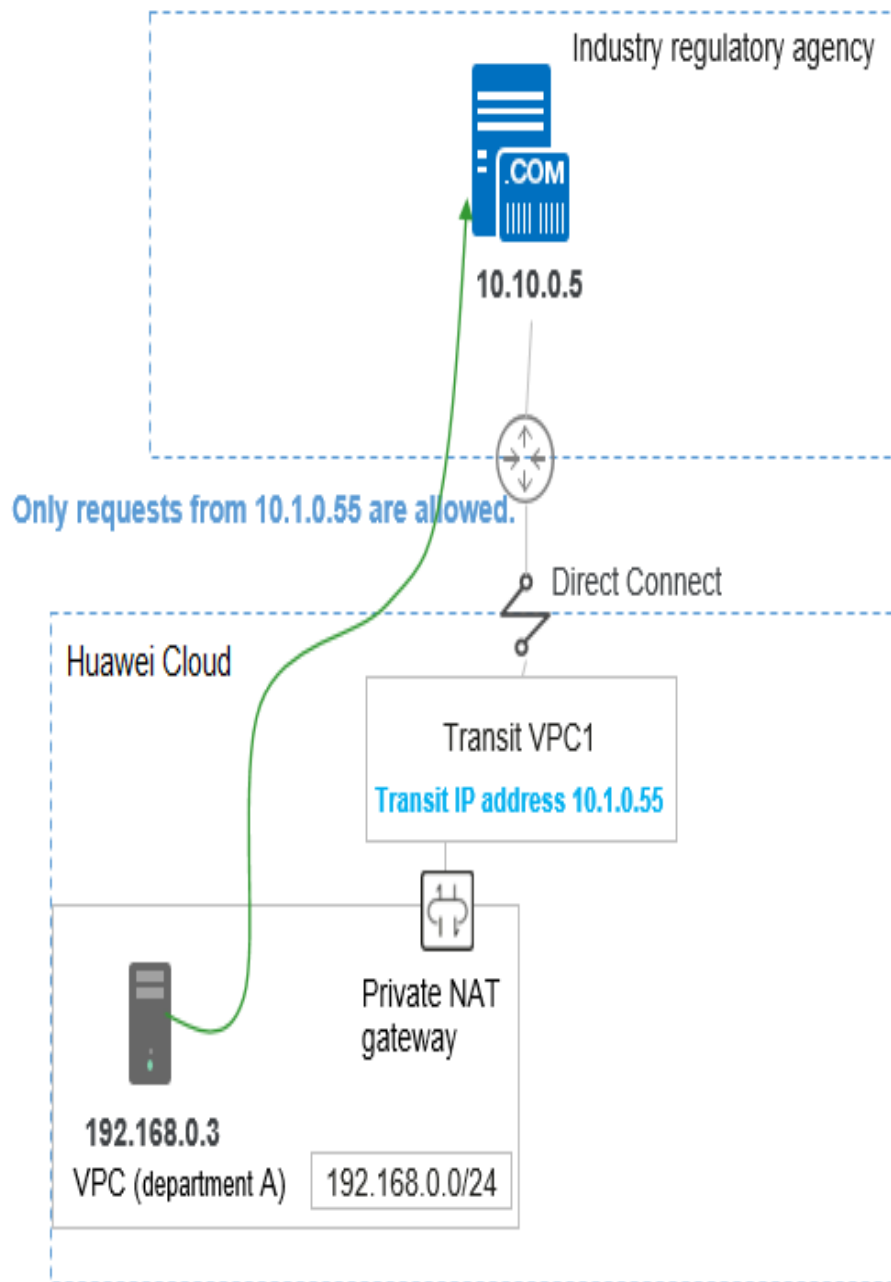 Industry regulatory agency
.COM
10.10.0.5
Only requests from 10.1.0.55 are allowed.
Direct Connect
Huawei Cloud
Transit VPC1
Transit IP address 10.1.0.55
Private NAT
gateway
192.168.0.3
VPC (department A)
192.168.0.0/24